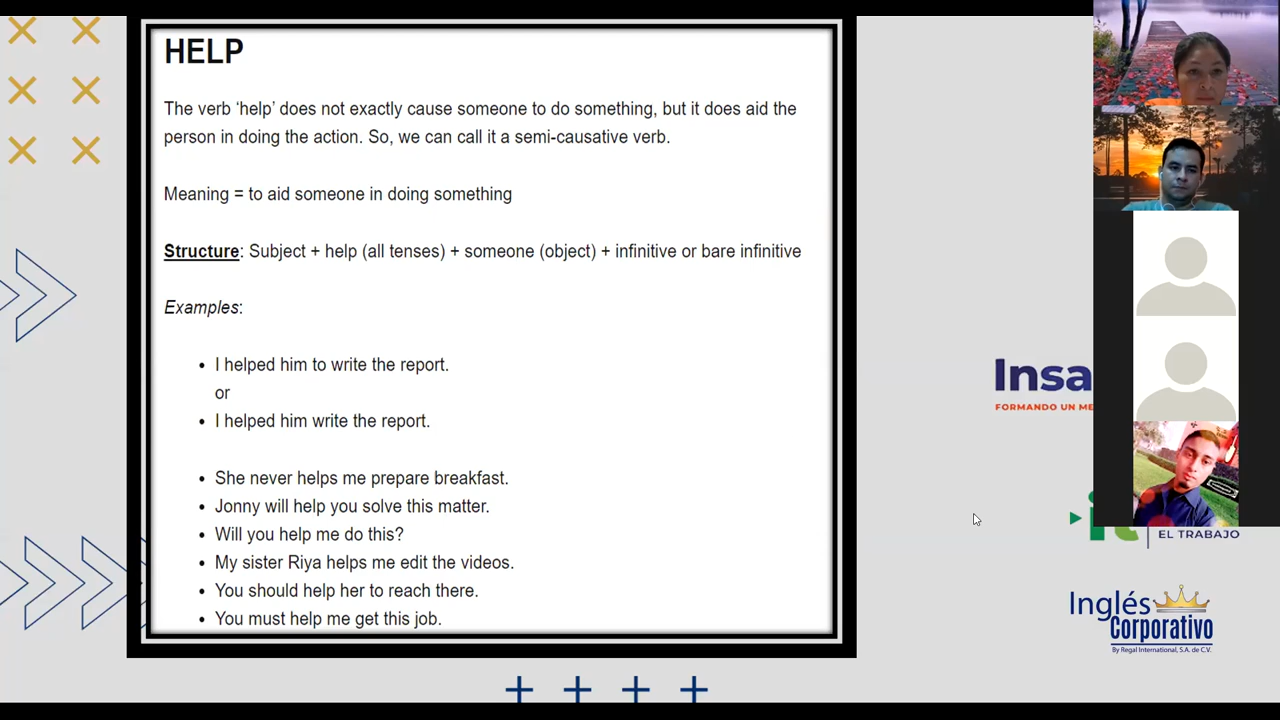 HELP
The verb ‘help’ does not exactly cause someone to do something, but it does aid the
person in doing the action. So, we can call it a semi-causative verb.
Meaning = to aid someone in doing something
Structure: Subject + help (all tenses) + someone (object) + infinitive or bare infinitive
Examples:
• I helped him to write the report.
or
• I helped him write the report.
• She never helps me prepare breakfast.
• Jonny will help you solve this matter.
• Will you help me do this?
• My sister Riya helps me edit the videos.
• You should help her to reach there.
• You must help me get this job.
Insa
FORMANDO UN ME
EL TRABAJO
Inglés
Corporativo
By Regal International, S.A. de C.V.